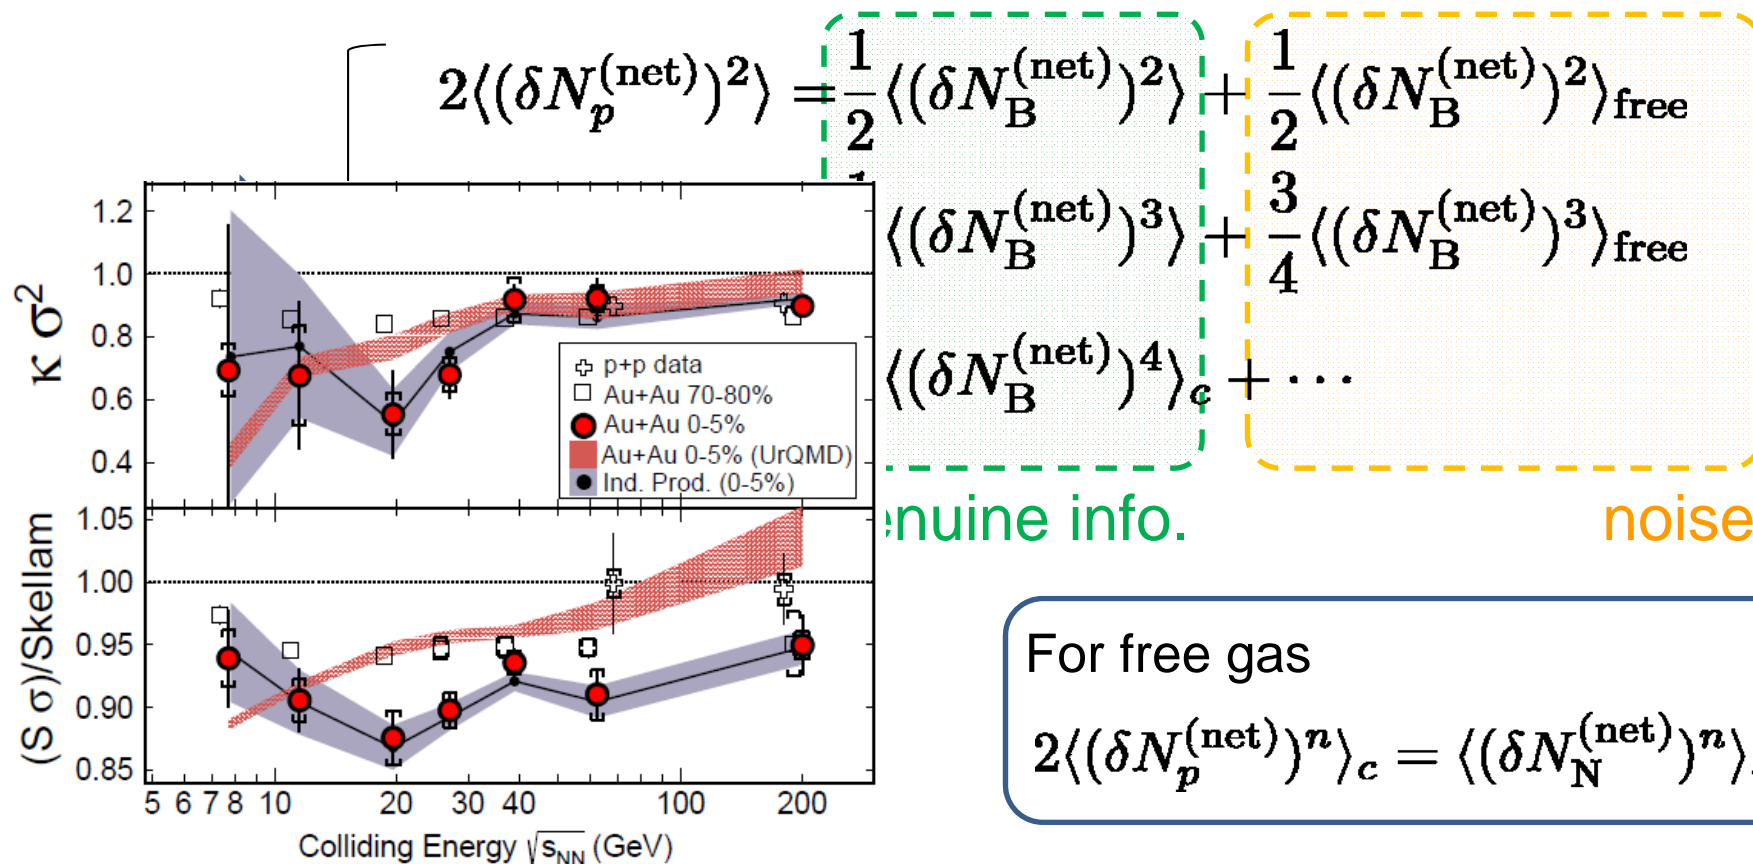 2⟨(δN_p^(net))^2⟩ = 1/2 ⟨(δN_B^(net))^2⟩ + 1/2 ⟨(δN_B^(net))^2⟩_free
⟨(δN_B^(net))^3⟩ + 3/4 ⟨(δN_B^(net))^3⟩_free
⟨(δN_B^(net))^4⟩_c + ⋯
enuine info.
noise
For free gas
2⟨(δN_p^(net))^n⟩_c = ⟨(δN_N^(net))^n⟩
κ σ^2
1.2
1.0
0.8
0.6
0.4
p+p data
Au+Au 70-80%
Au+Au 0-5%
Au+Au 0-5% (UrQMD)
Ind. Prod. (0-5%)
(S σ)/Skellam
1.05
1.00
0.95
0.90
0.85
5 6 7 8 10 20 30 40 100 200
Colliding Energy √s_NN (GeV)